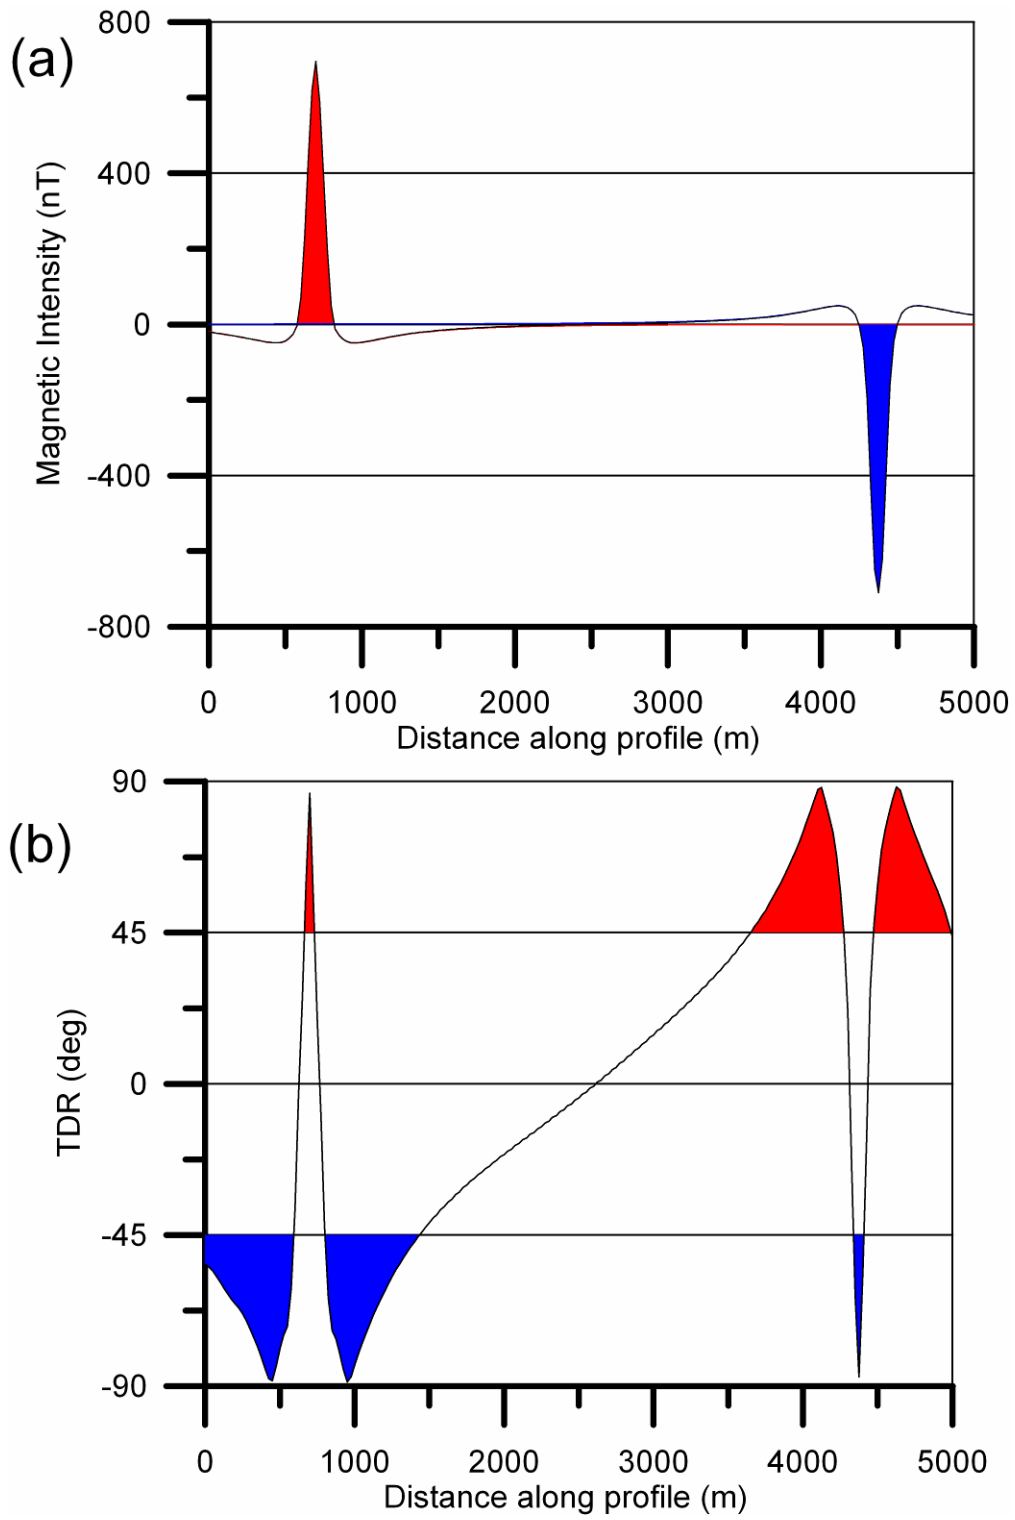 (a)
Magnetic Intensity (nT)
800
400
0
-400
-800
0 1000 2000 3000 4000 5000
Distance along profile (m)
(b)
TDR (deg)
90
45
0
-45
-90
0 1000 2000 3000 4000 5000
Distance along profile (m)